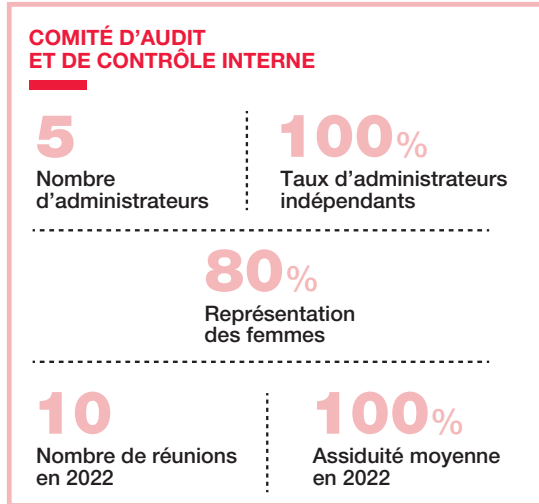 COMITÉ D’AUDIT
ET DE CONTRÔLE INTERNE
5
Nombre
d’administrateurs
100%
Taux d’administrateurs
indépendants
80%
Représentation
des femmes
10
Nombre de réunions
en 2022
100%
Assiduité moyenne
en 2022